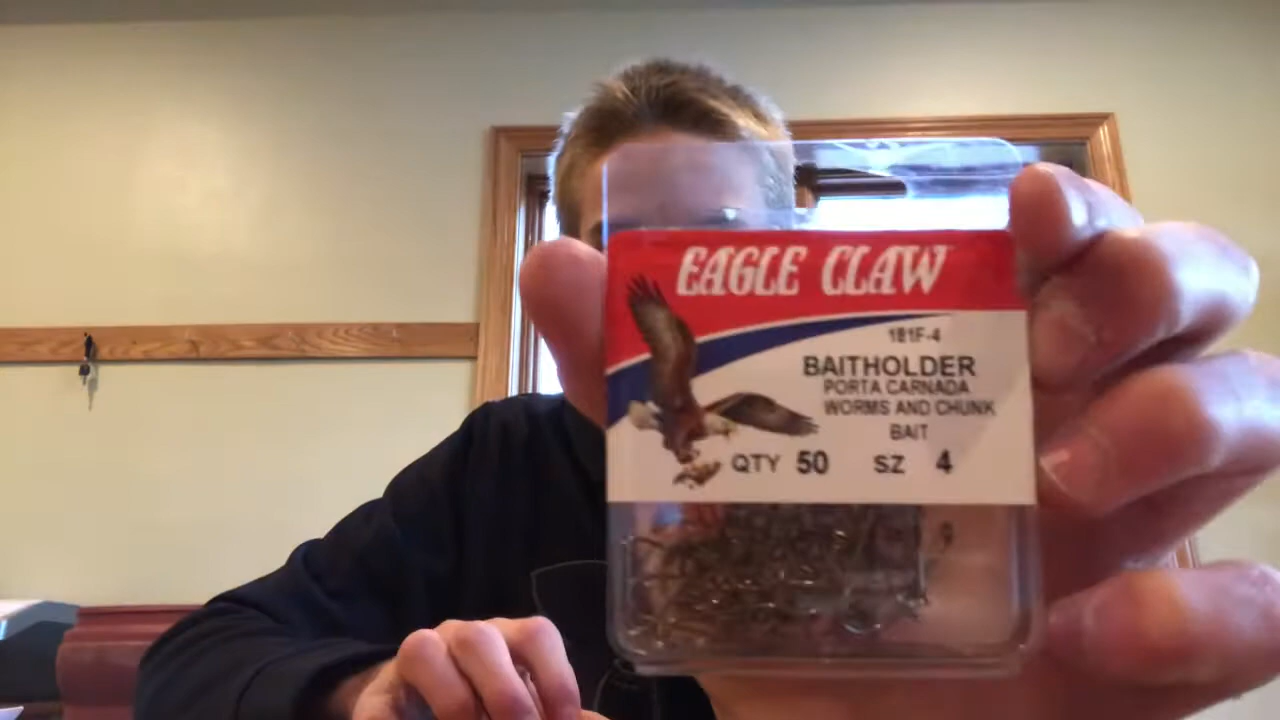 EAGLE CLAW
181F-4
BAITHOLDER
PORTA CARNADA
WORMS AND CHUNK
BAIT
QTY 50 SZ 4